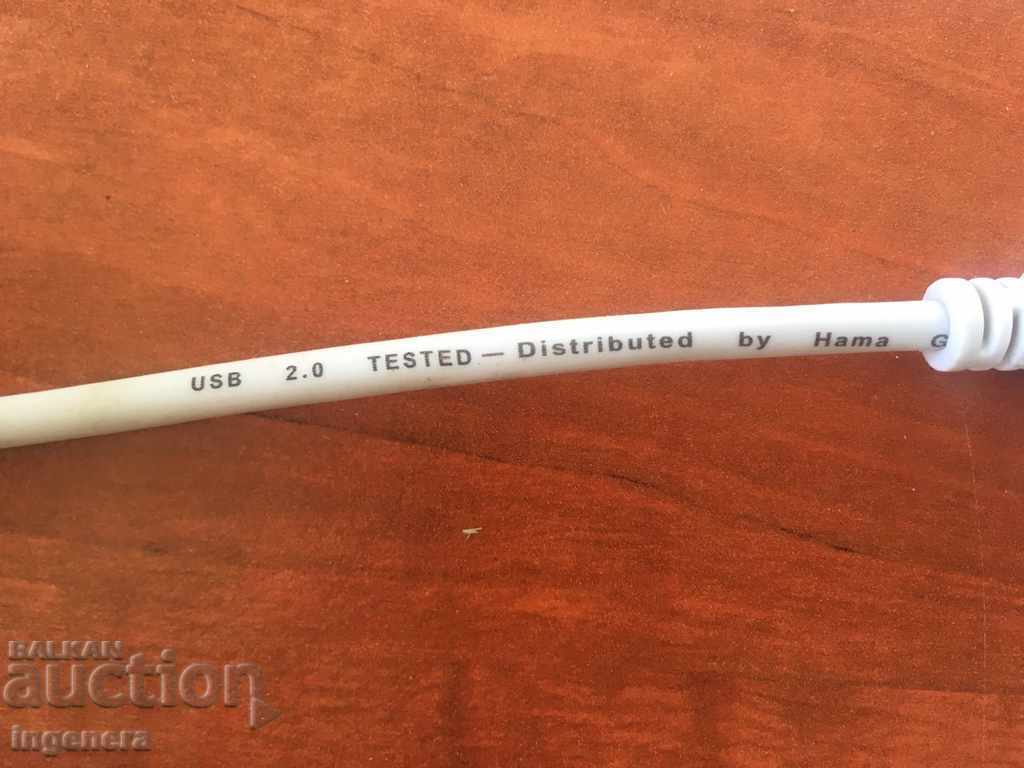 USB 2.0 TESTED — Distributed by Hama G
BALKAN
auction
ingenera